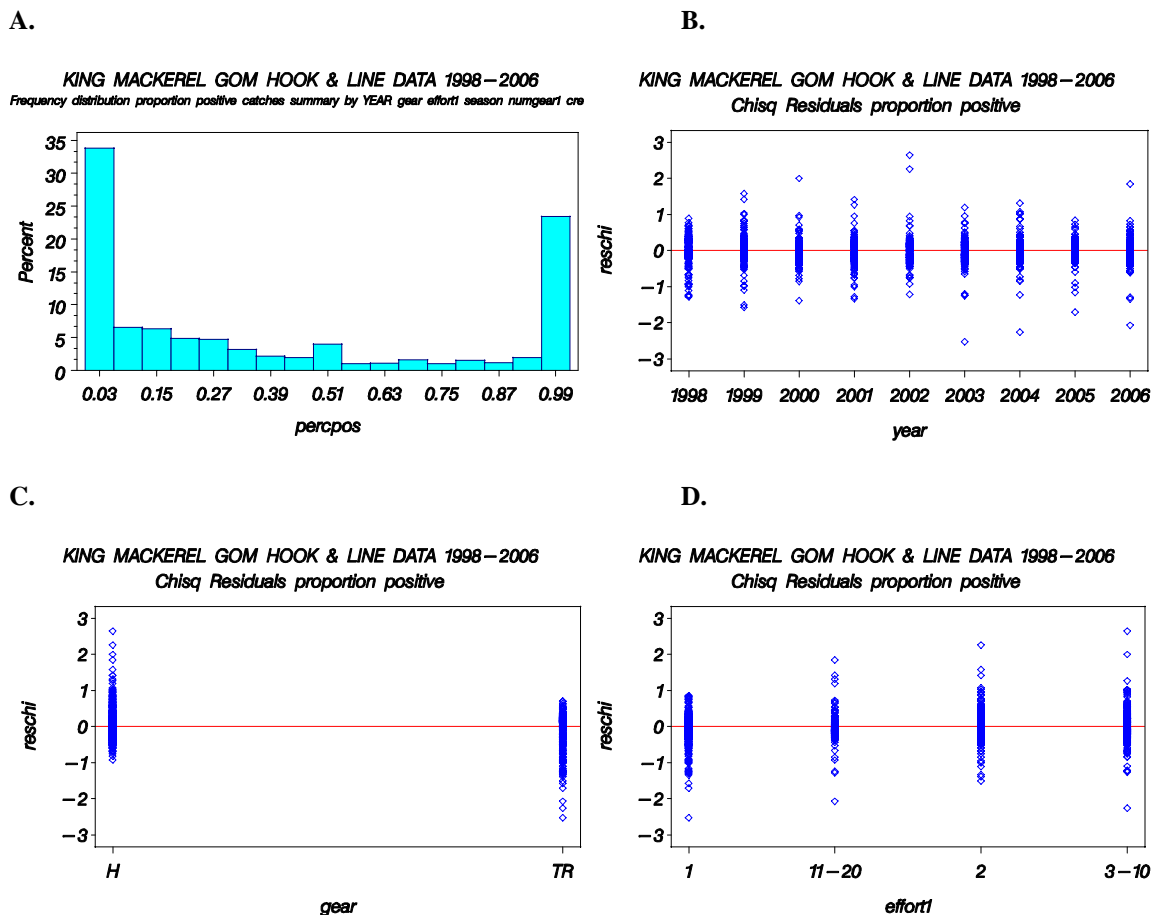 A.
KING MACKEREL GOM HOOK & LINE DATA 1998−2006
Frequency distribution proportion positive catches summary by YEAR gear effort1 season numgear1 cre
35
30
25
20
15
10
5
0
Percent
0.03 0.15 0.27 0.39 0.51 0.63 0.75 0.87 0.99
percpos
B.
KING MACKEREL GOM HOOK & LINE DATA 1998−2006
Chisq Residuals proportion positive
3
2
1
0
−1
−2
−3
reschi
1998 1999 2000 2001 2002 2003 2004 2005 2006
year
C.
KING MACKEREL GOM HOOK & LINE DATA 1998−2006
Chisq Residuals proportion positive
3
2
1
0
−1
−2
−3
reschi
H TR
gear
D.
KING MACKEREL GOM HOOK & LINE DATA 1998−2006
Chisq Residuals proportion positive
3
2
1
0
−1
−2
−3
reschi
1 11−20 2 3−10
effort1